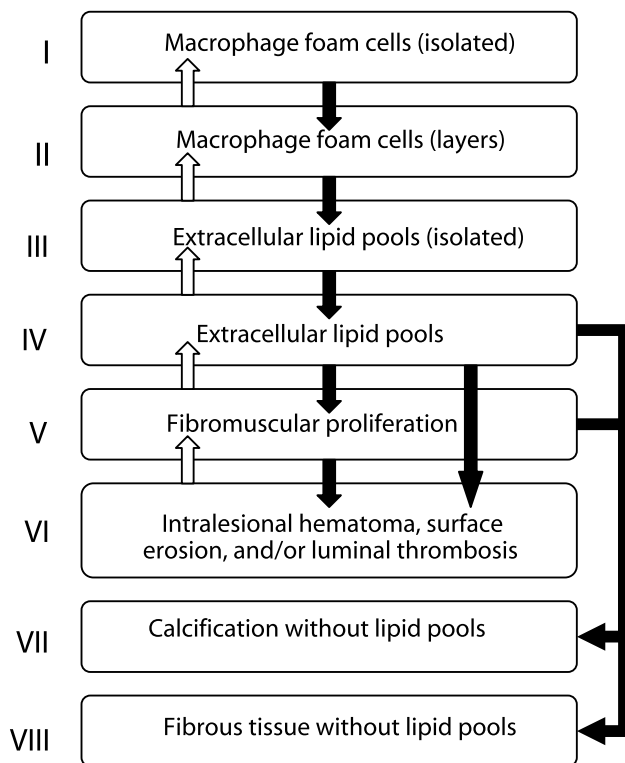 I
Macrophage foam cells (isolated)
II
Macrophage foam cells (layers)
III
Extracellular lipid pools (isolated)
IV
Extracellular lipid pools
V
Fibromuscular proliferation
VI
Intralesional hematoma, surface
erosion, and/or luminal thrombosis
VII
Calcification without lipid pools
VIII
Fibrous tissue without lipid pools